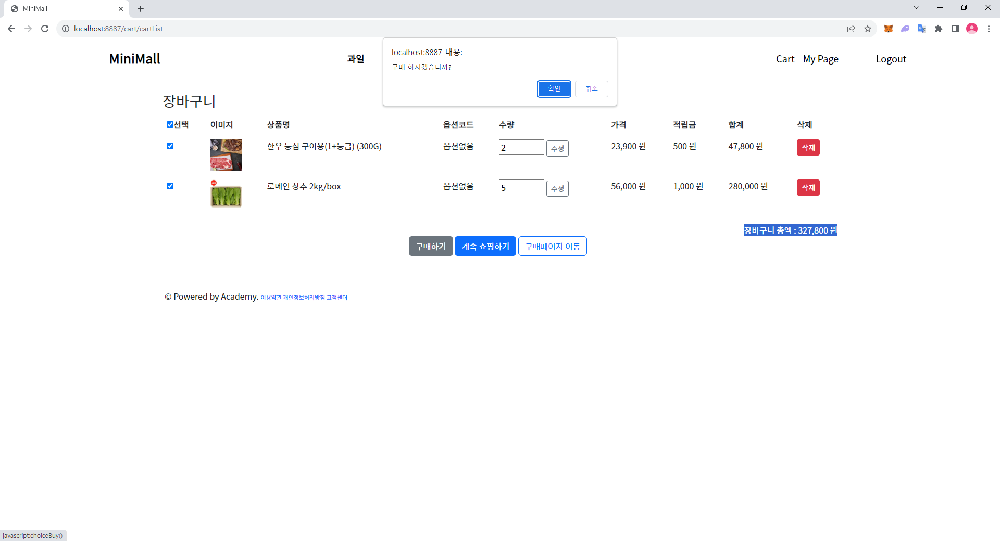 MiniMall
localhost:8887/cart/cartList
MiniMall
과일
Cart My Page Logout
localhost:8887 내용:
구매 하시겠습니까?
확인 취소
장바구니
선택 이미지 상품명 옵션코드 수량 가격 적립금 합계 삭제
한우 등심 구이용(1+등급) (300G) 옵션없음 2 수정 23,900 원 500 원 47,800 원 삭제
로메인 상추 2kg/box 옵션없음 5 수정 56,000 원 1,000 원 280,000 원 삭제
장바구니 총액 : 327,800 원
구매하기 계속 쇼핑하기 구매페이지 이동
© Powered by Academy. 이용약관 개인정보처리방침 고객센터
javascript:choiceBuy()